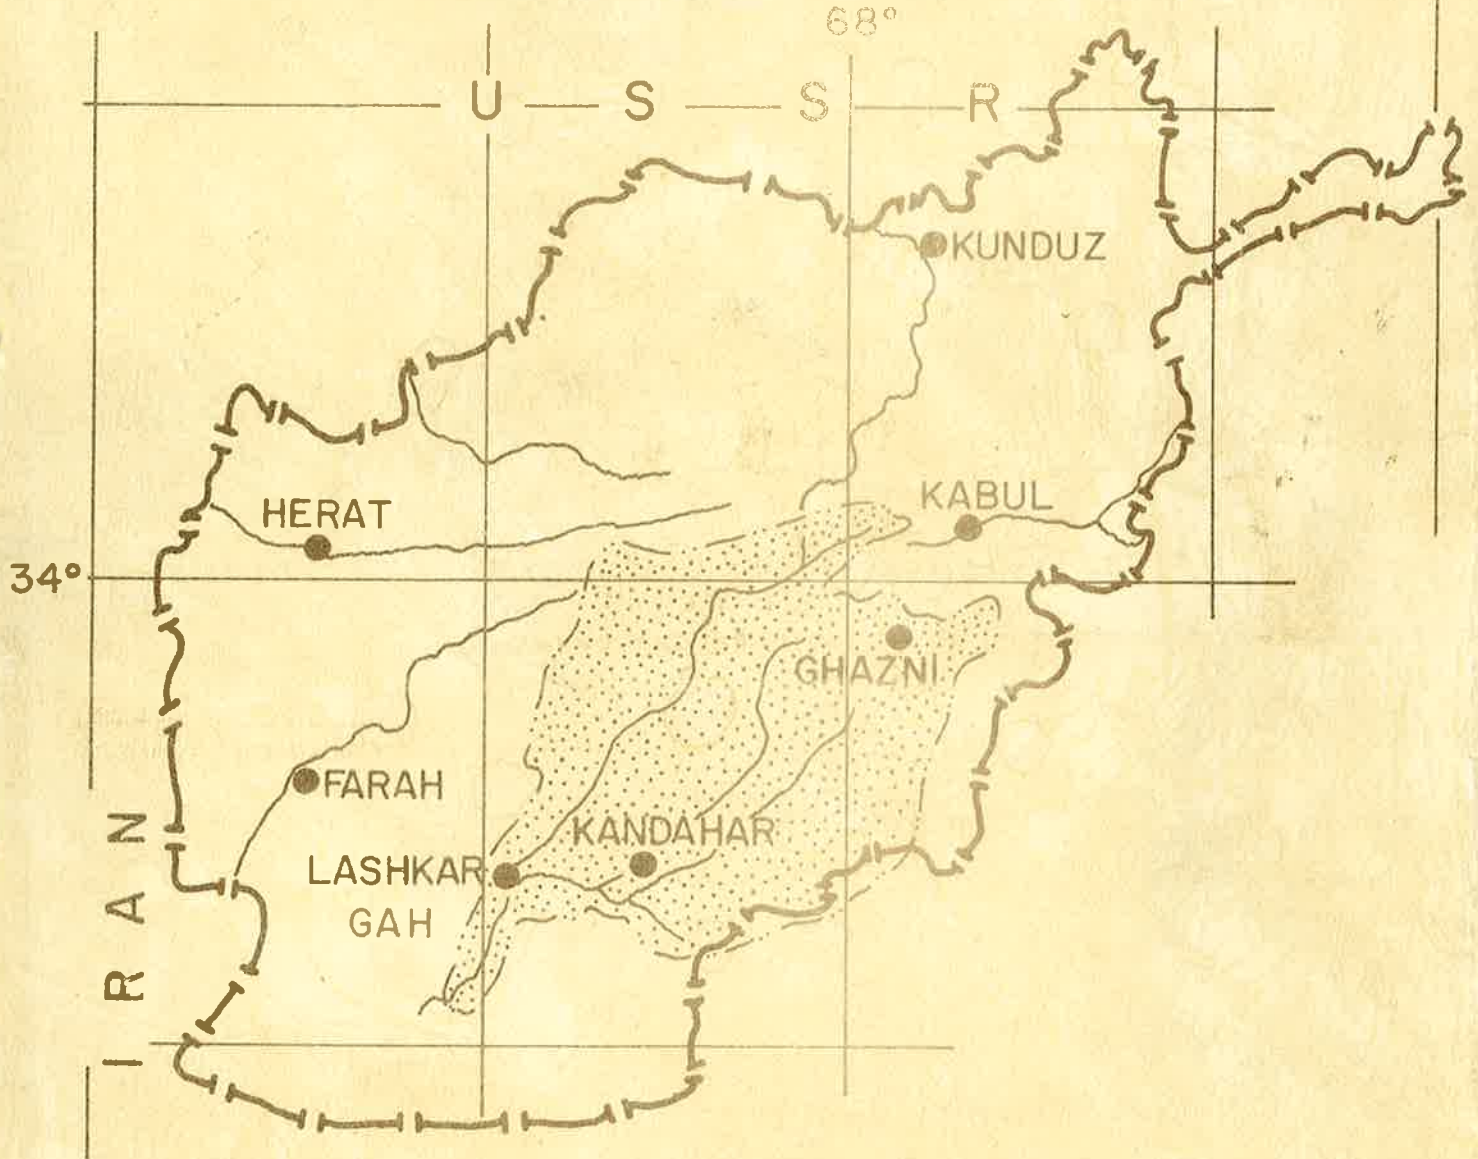 68°
U S S R
KUNDUZ
KABUL
HERAT
34°
GHAZNI
FARAH
KANDAHAR
LASHKAR
GAH
IRAN